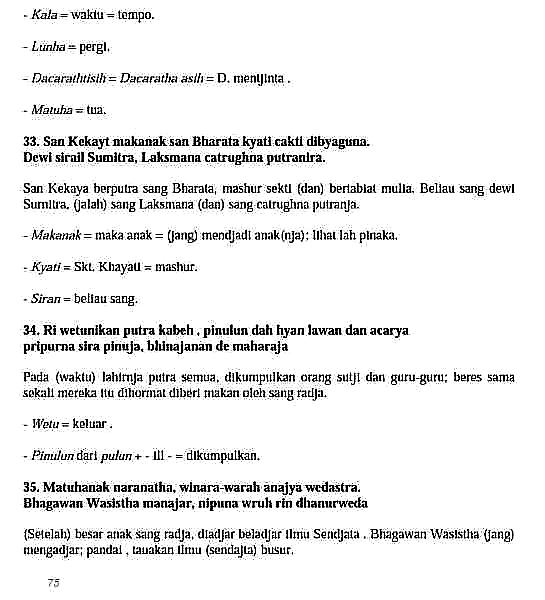 - Kala = waktu = tempo.
- Lunha = pergi.
- Dacarathtisih = Dacaratha asih = D. mentjinta .
- Matuha = tua.
33. San Kekayt makanak san Bharata kyati cakti dibyaguna.
Dewi sirail Sumitra, Laksmana catrughna putranira.
San Kekaya berputra sang Bharata, mashur sekti (dan) bertabiat mulia. Beliau sang dewi
Sumitra, (jalah) sang Laksmana (dan) sang catrughna putranja.
- Makanak = maka anak = (jang) mendjadi anak(nja); lihat lah pinaka.
- Kyati = Skt. Khayati = mashur.
- Siran = beliau sang.
34. Ri wetunikan putra kabeh , pinulun dah hyan lawan dan acarya
pripurna sira pinuja, bhinajanan de maharaja
Pada (waktu) lahirnja putra semua, dikumpulkan orang sutji dan guru-guru; beres sama
sekali mereka itu dihormat diberi makan oleh sang radja.
- Wetu = keluar .
- Pinulun dari pulun + - ili - = dikumpulkan.
35. Matuhanak naranatha, winara-warah anajya wedastra.
Bhagawan Wasistha manajar, nipuna wruh rin dhanurweda
(Setelah) besar anak sang radja, diadjar beladjar ilmu Sendjata . Bhagawan Wasistha (jang)
mengadjar; pandai , tauakan ilmu (sendajta) busur.
75